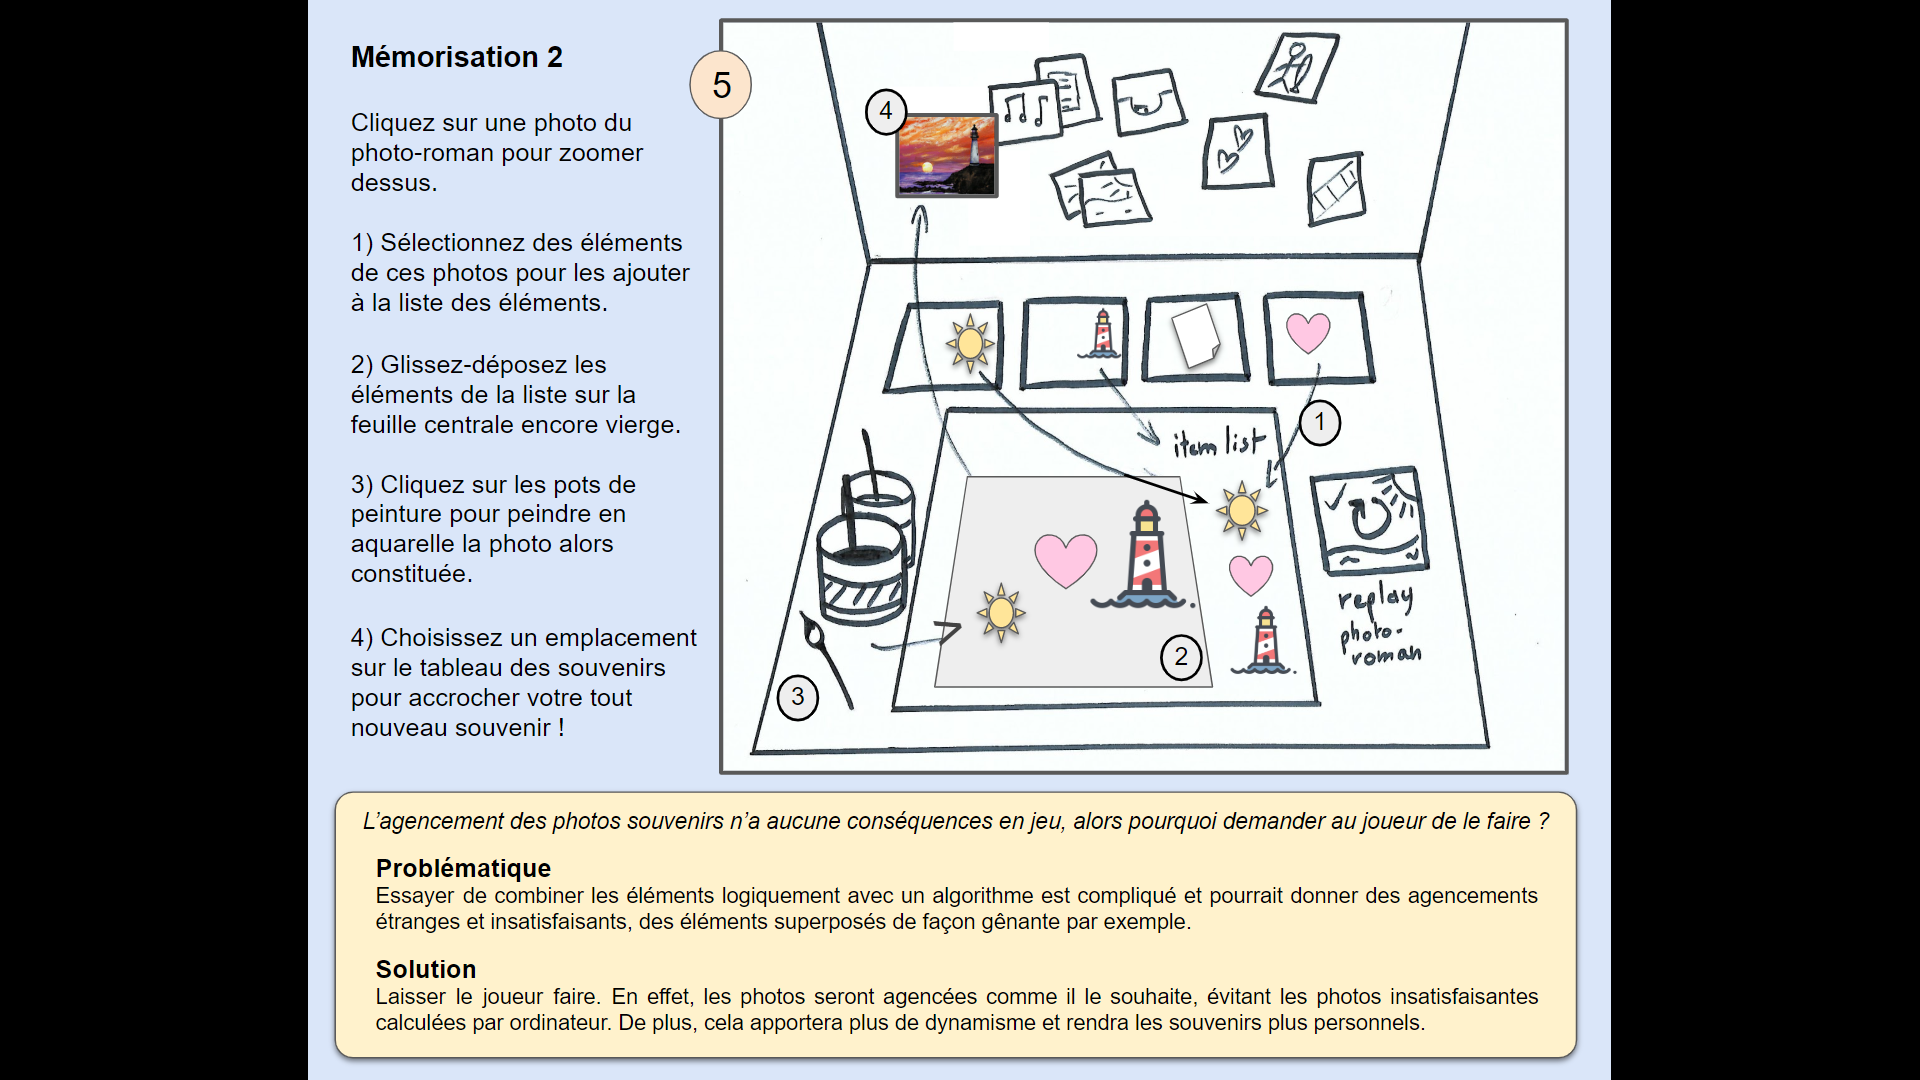 Mémorisation 2
Cliquez sur une photo du
photo-roman pour zoomer
dessus.
1) Sélectionnez des éléments
de ces photos pour les ajouter
à la liste des éléments.
2) Glissez-déposez les
éléments de la liste sur la
feuille centrale encore vierge.
3) Cliquez sur les pots de
peinture pour peindre en
aquarelle la photo alors
constituée.
4) Choisissez un emplacement
sur le tableau des souvenirs
pour accrocher votre tout
nouveau souvenir !
5
4
1
item list
2
3
replay
photo-
roman
L’agencement des photos souvenirs n’a aucune conséquences en jeu, alors pourquoi demander au joueur de le faire ?
Problématique
Essayer de combiner les éléments logiquement avec un algorithme est compliqué et pourrait donner des agencements
étranges et insatisfaisants, des éléments superposés de façon gênante par exemple.
Solution
Laisser le joueur faire. En effet, les photos seront agencées comme il le souhaite, évitant les photos insatisfaisantes
calculées par ordinateur. De plus, cela apportera plus de dynamisme et rendra les souvenirs plus personnels.